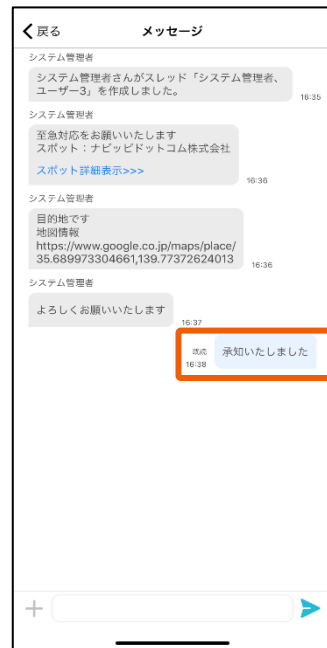 戻る
メッセージ
システム管理者
システム管理者さんがスレッド「システム管理者、
ユーザー3」を作成しました。
16:35
システム管理者
至急対応をお願いいたします
スポット：ナビッピドットコム株式会社
スポット詳細表示>>>
16:36
システム管理者
目的地です
地図情報
https://www.google.co.jp/maps/place/
35.689973304661,139.77372624013
16:36
システム管理者
よろしくお願いいたします
16:37
既読
16:38
承知いたしました